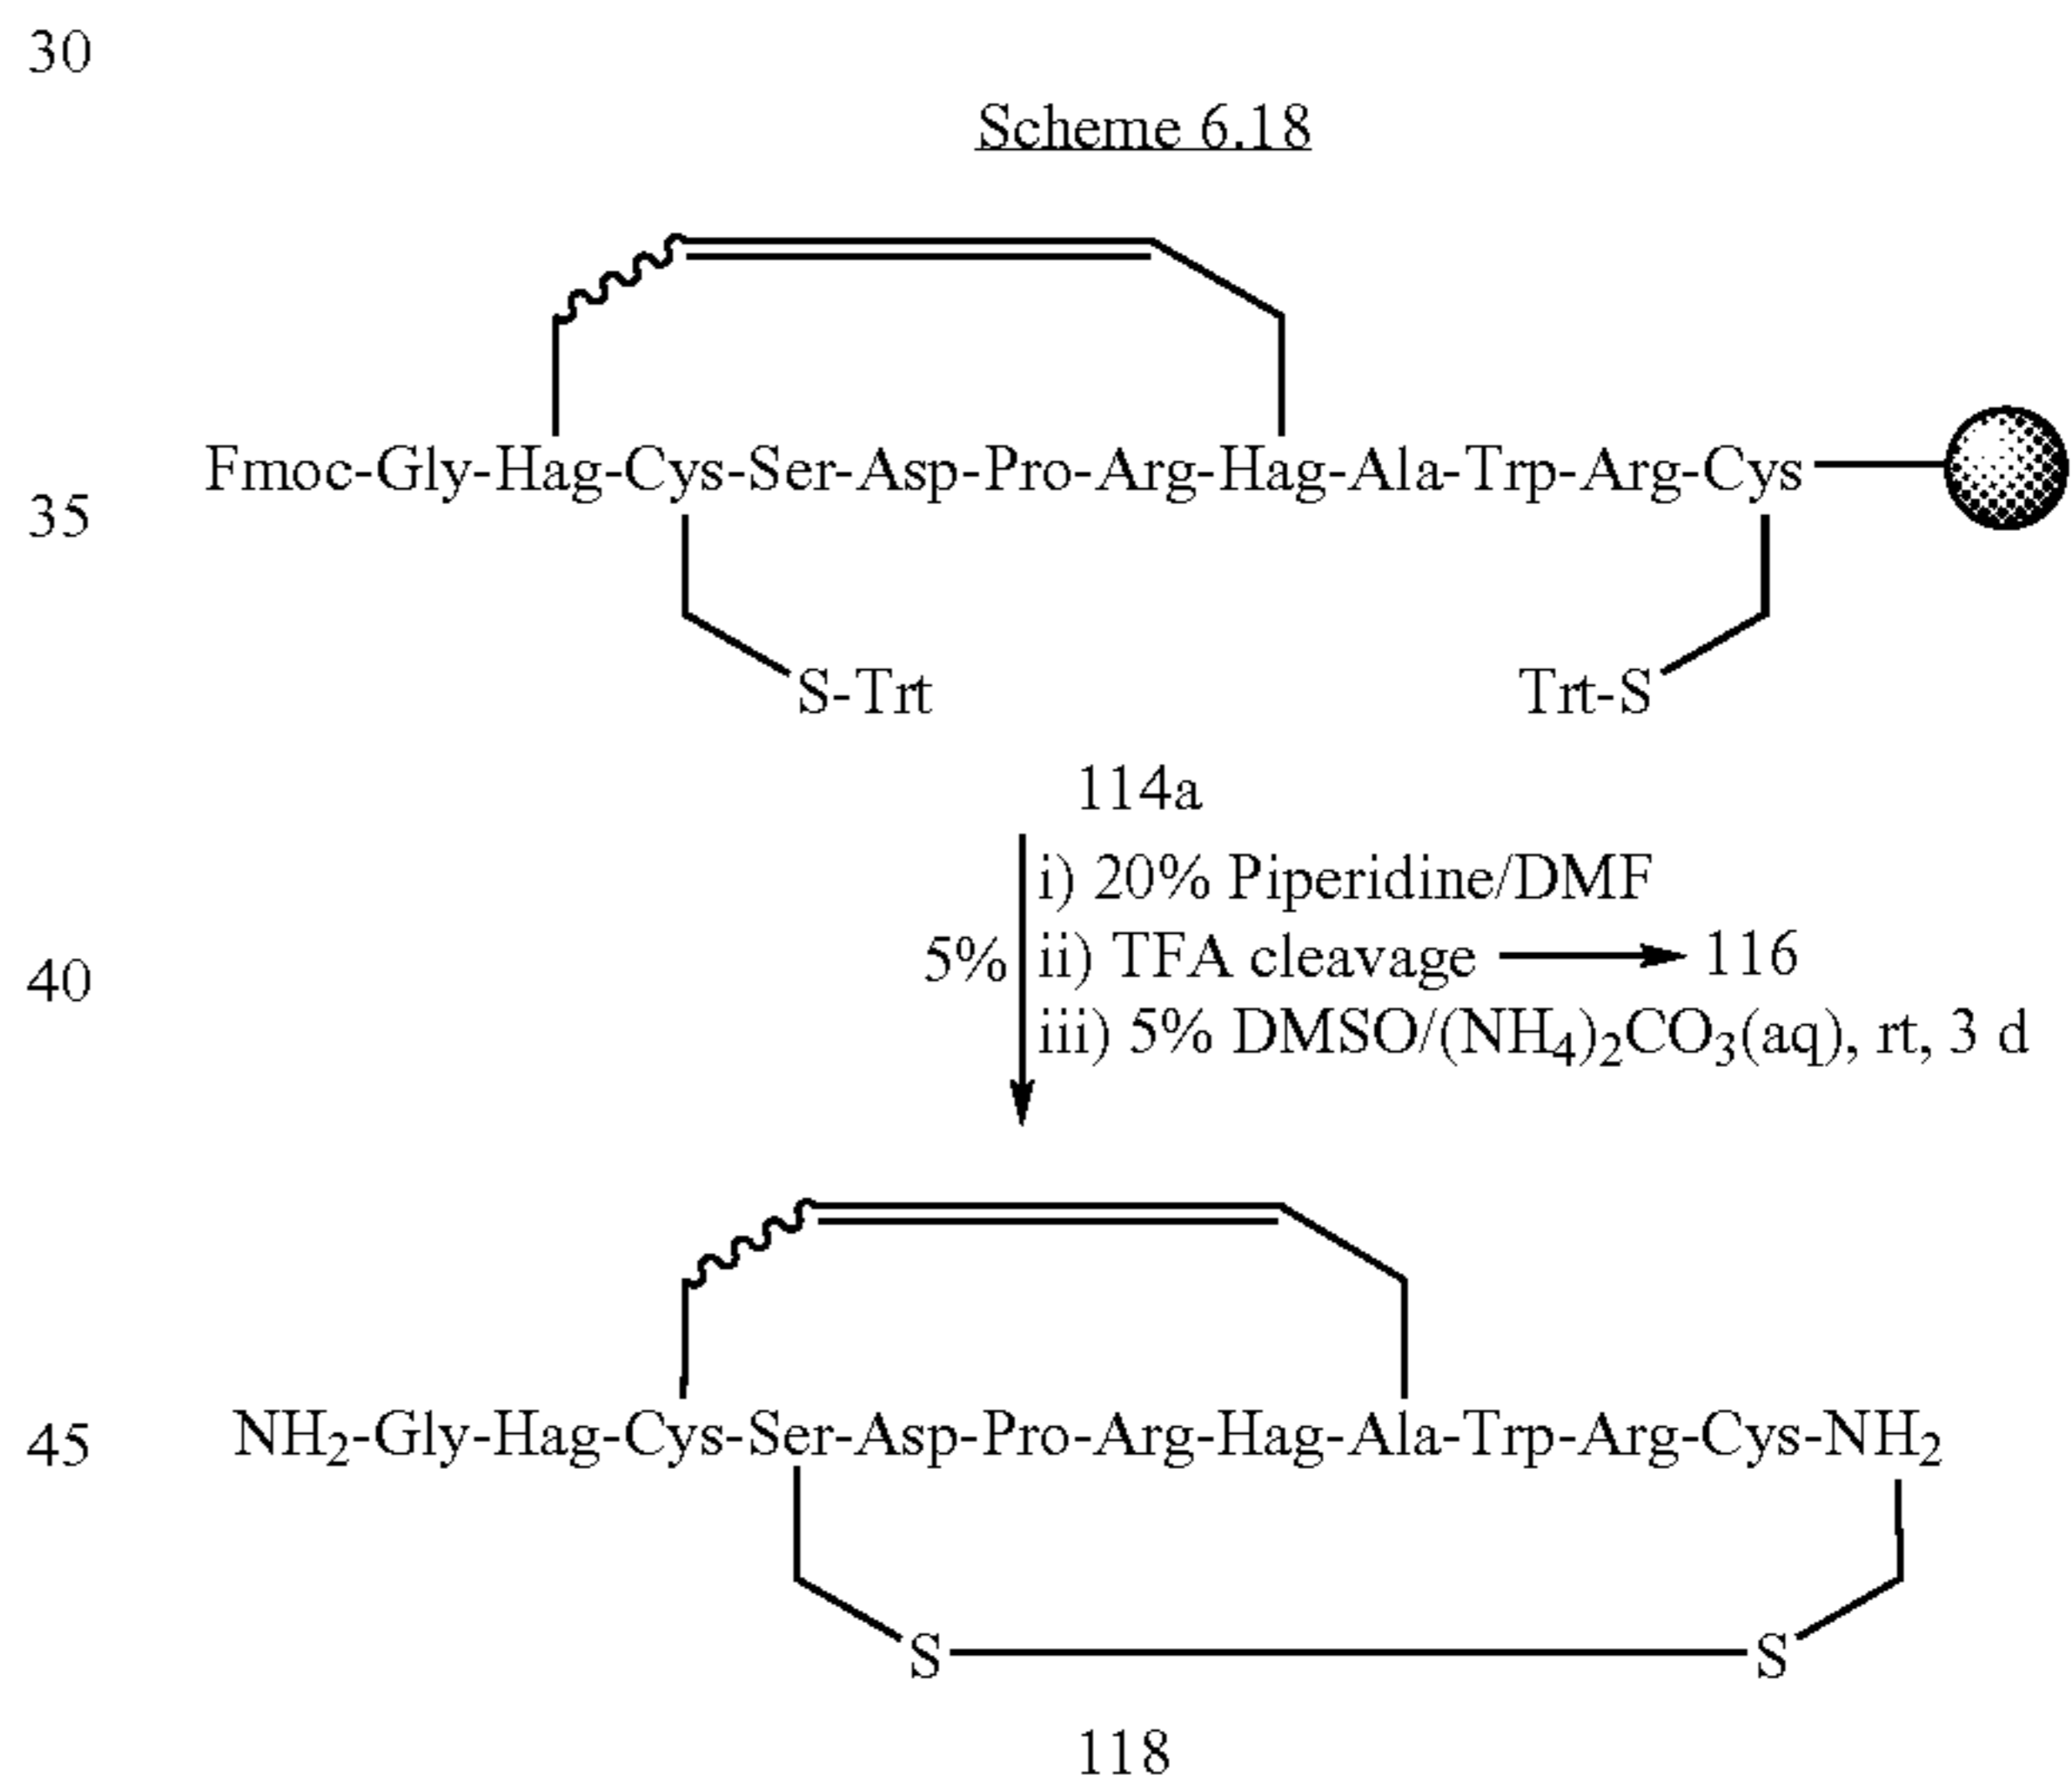 30
Scheme 6.18
Fmoc-Gly-Hag-Cys-Ser-Asp-Pro-Arg-Hag-Ala-Trp-Arg-Cys
35
S-Trt
Trt-S
114a
i) 20% Piperidine/DMF
5% ii) TFA cleavage → 116
40
iii) 5% DMSO/(NH₄)₂CO₃(aq), rt, 3 d
45 NH₂-Gly-Hag-Cys-Ser-Asp-Pro-Arg-Hag-Ala-Trp-Arg-Cys-NH₂
S S
118